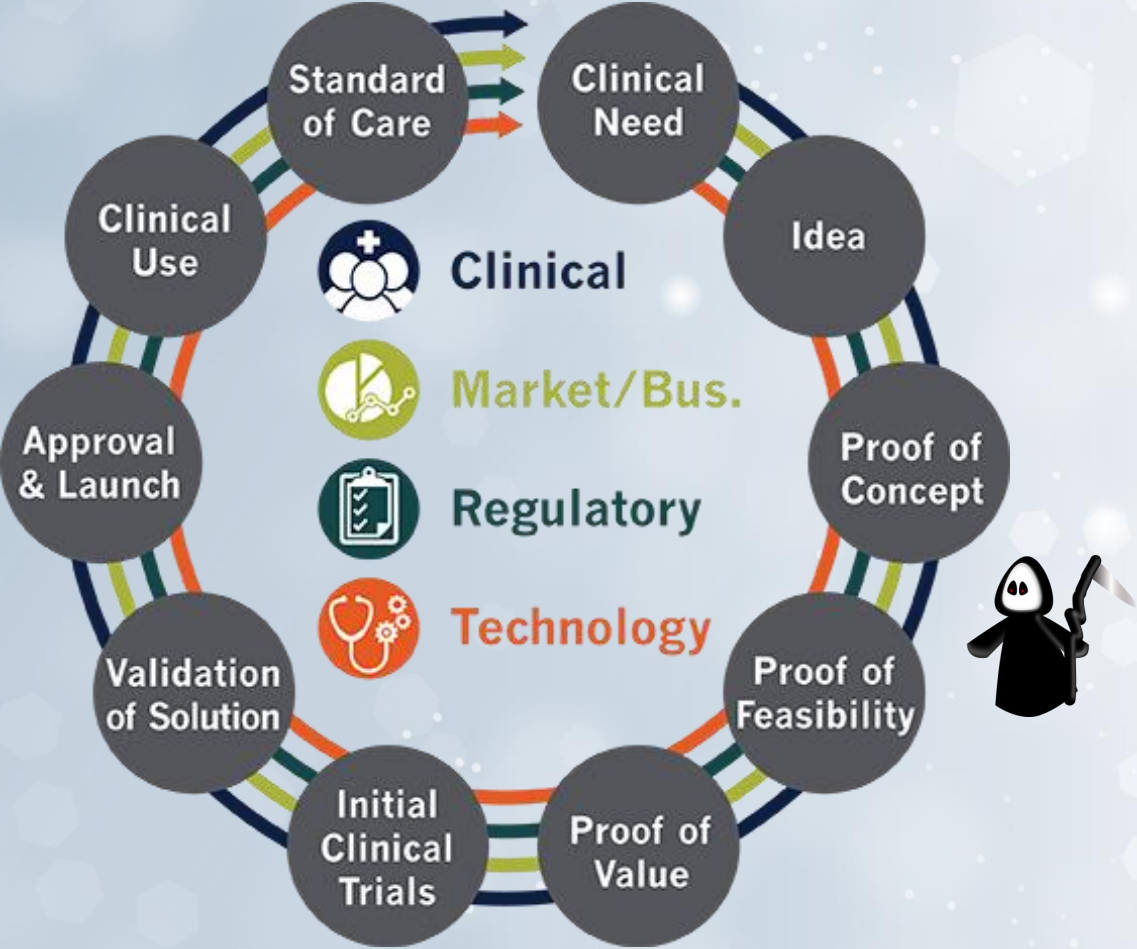 Standard
of Care
Clinical
Need
Idea
Proof of
Concept
Proof of
Feasibility
Proof of
Value
Initial
Clinical
Trials
Validation
of Solution
Approval
& Launch
Clinical
Use
Clinical
Market/Bus.
Regulatory
Technology